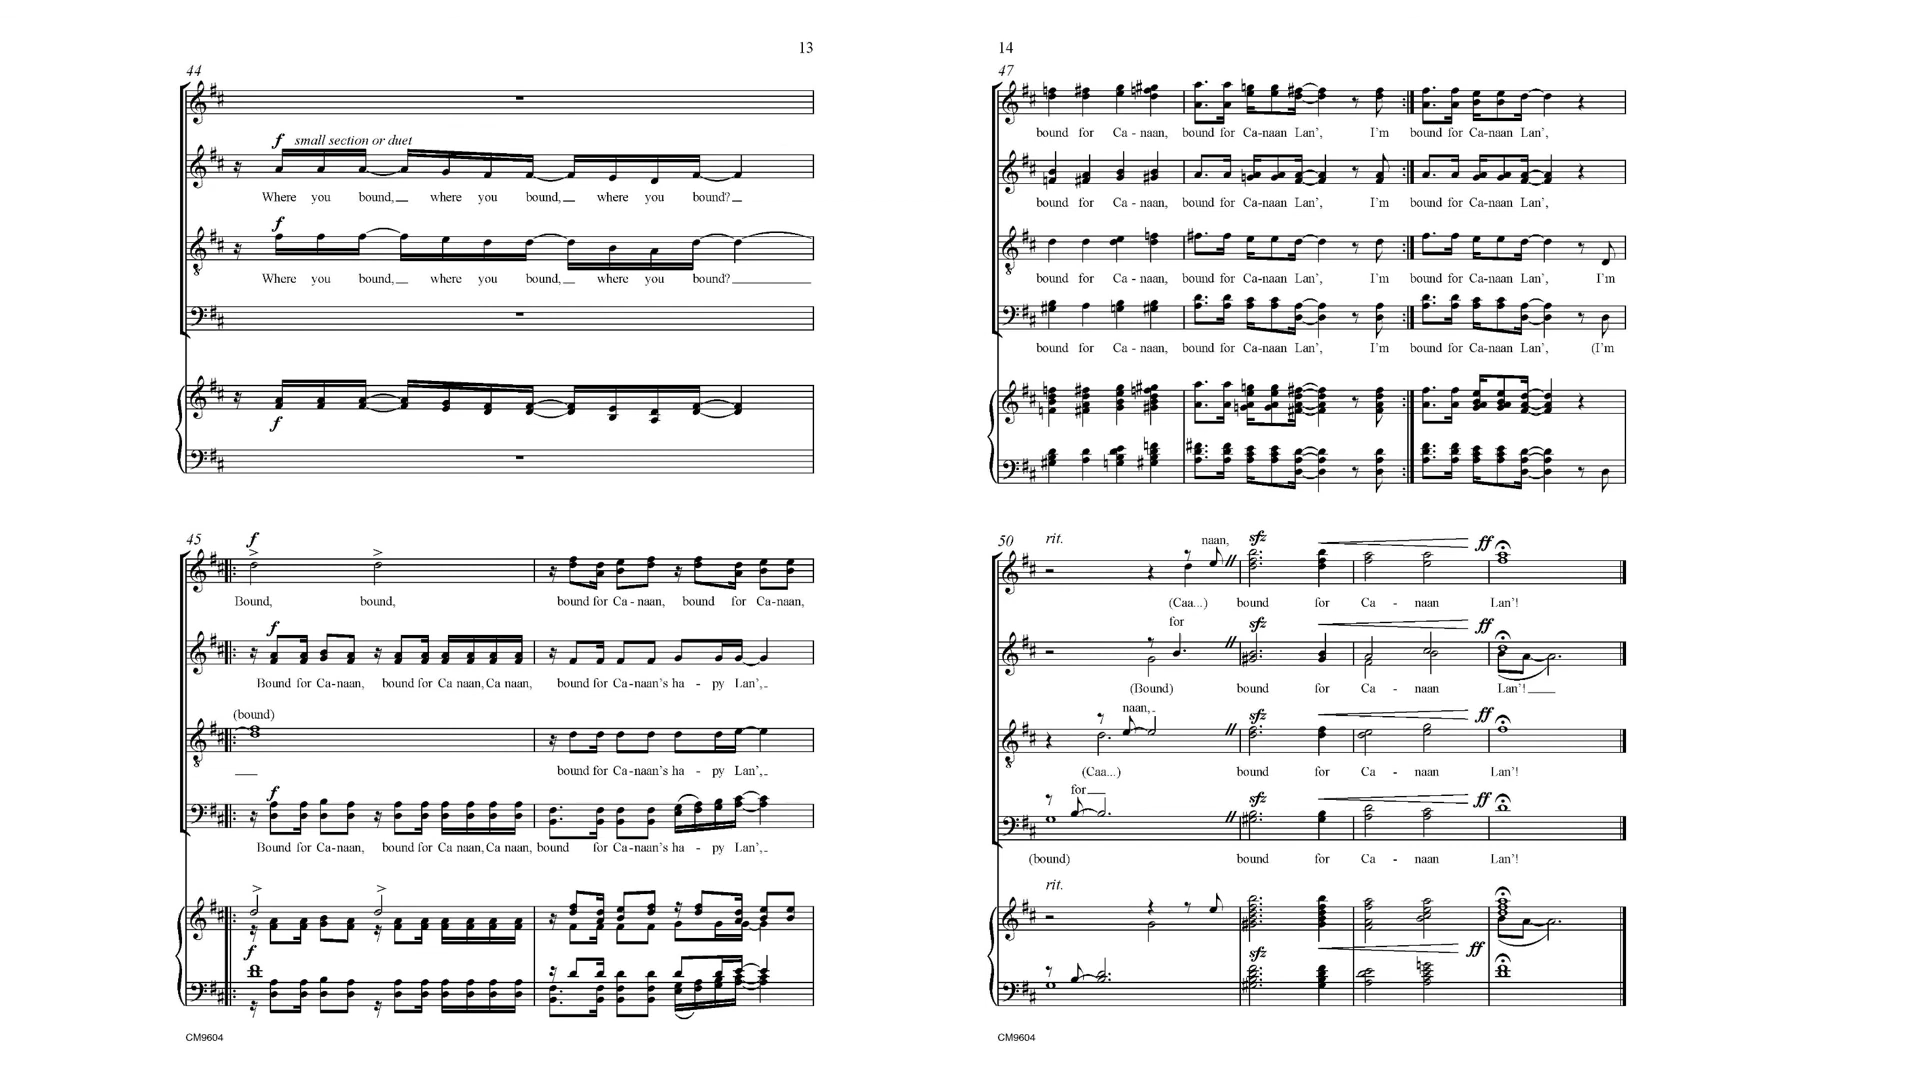 13
44
f small section or duet
Where you bound, where you bound, where you bound?
f
Where you bound, where you bound, where you bound?
f
45
f
Bound, bound, bound for Ca - naan, bound for Ca-naan,
f
Bound for Ca-naan, bound for Ca naan, Ca naan, bound for Ca-naan's ha - py Lan',
(bound)
bound for Ca-naan's ha - py Lan',
f
Bound for Ca-naan, bound for Ca naan, Ca naan, bound for Ca-naan's ha - py Lan',
f
CM9604
14
47
bound for Ca - naan, bound for Ca-naan Lan', I'm bound for Ca-naan Lan',
bound for Ca - naan, bound for Ca-naan Lan', I'm bound for Ca-naan Lan',
bound for Ca - naan, bound for Ca-naan Lan', I'm bound for Ca-naan Lan', I'm
bound for Ca - naan, bound for Ca-naan Lan', I'm bound for Ca-naan Lan', (I'm
50
rit. naan, sfz ff
(Caa...) bound for Ca - naan Lan'!
for sfz ff
(Bound) bound for Ca - naan Lan'!
naan, sfz ff
(Caa...) bound for Ca - naan Lan'!
for sfz ff
(bound) bound for Ca - naan Lan'!
rit.
sfz ff
CM9604